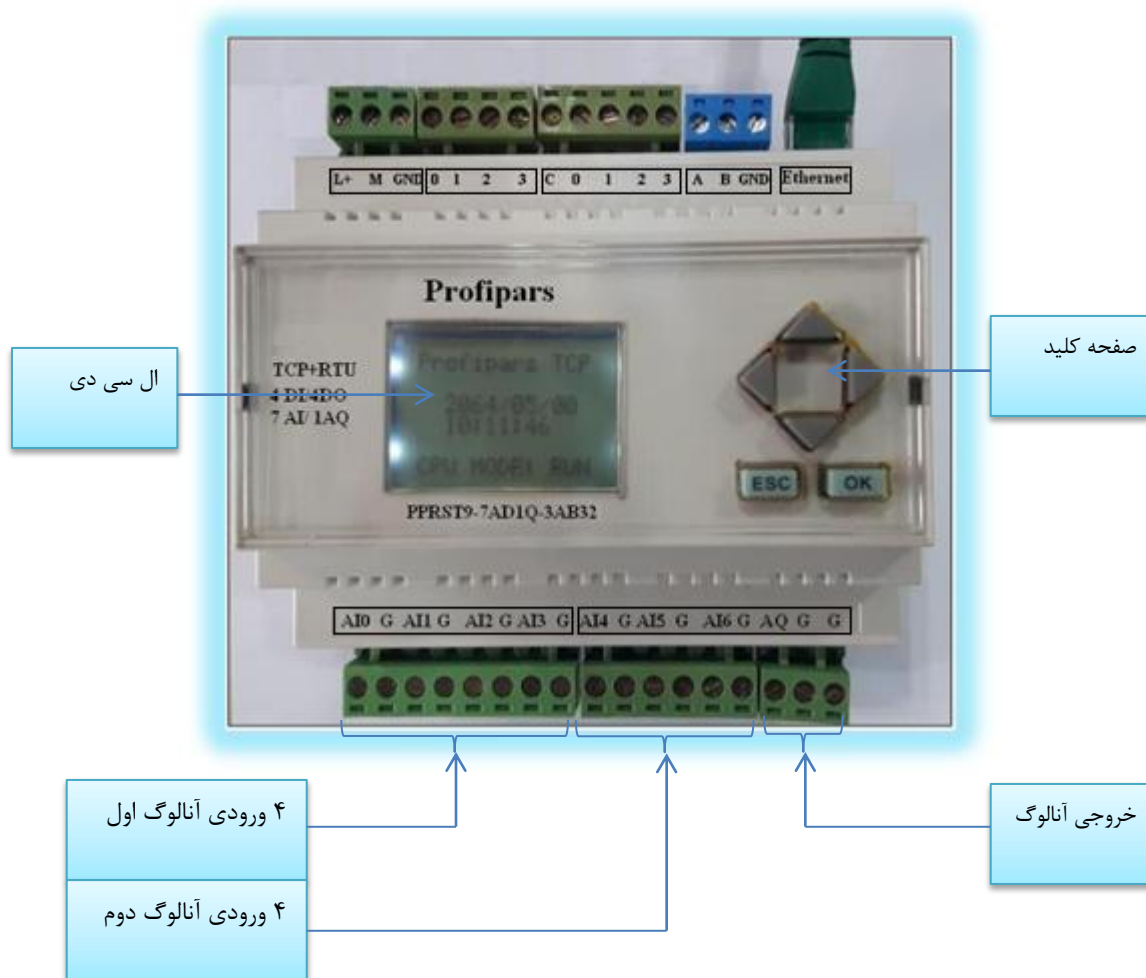 L+ M GND 0 1 2 3 C 0 1 2 3 A B GND Ethernet
Profipars
TCP+RTU
4 DI/4DO
7 AI/ 1AQ
Profipars TCP
2064/05/00
10:11:46
CPU MODE: RUN
PPRST9-7AD1Q-3AB32
ESC OK
صفحه کلید
ال سی دی
AI0 G AI1 G AI2 G AI3 G AI4 G AI5 G AI6 G AQ G G
۴ ورودی آنالوگ اول
۴ ورودی آنالوگ دوم
خروجی آنالوگ